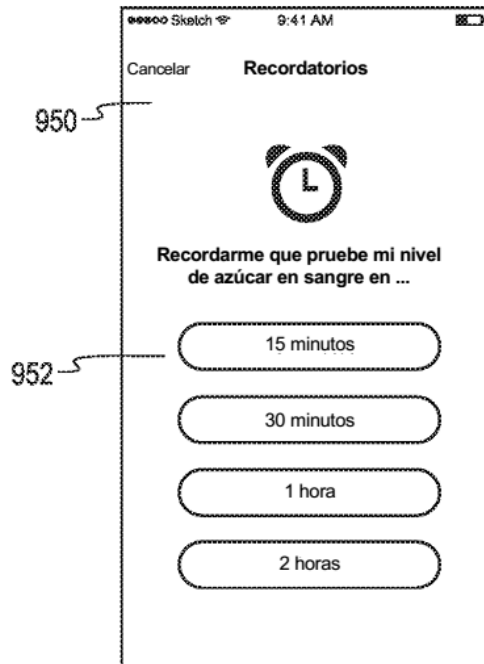 Sketch 9:41 AM
Cancelar Recordatorios
950
Recordarme que pruebe mi nivel
de azúcar en sangre en ...
952
15 minutos
30 minutos
1 hora
2 horas